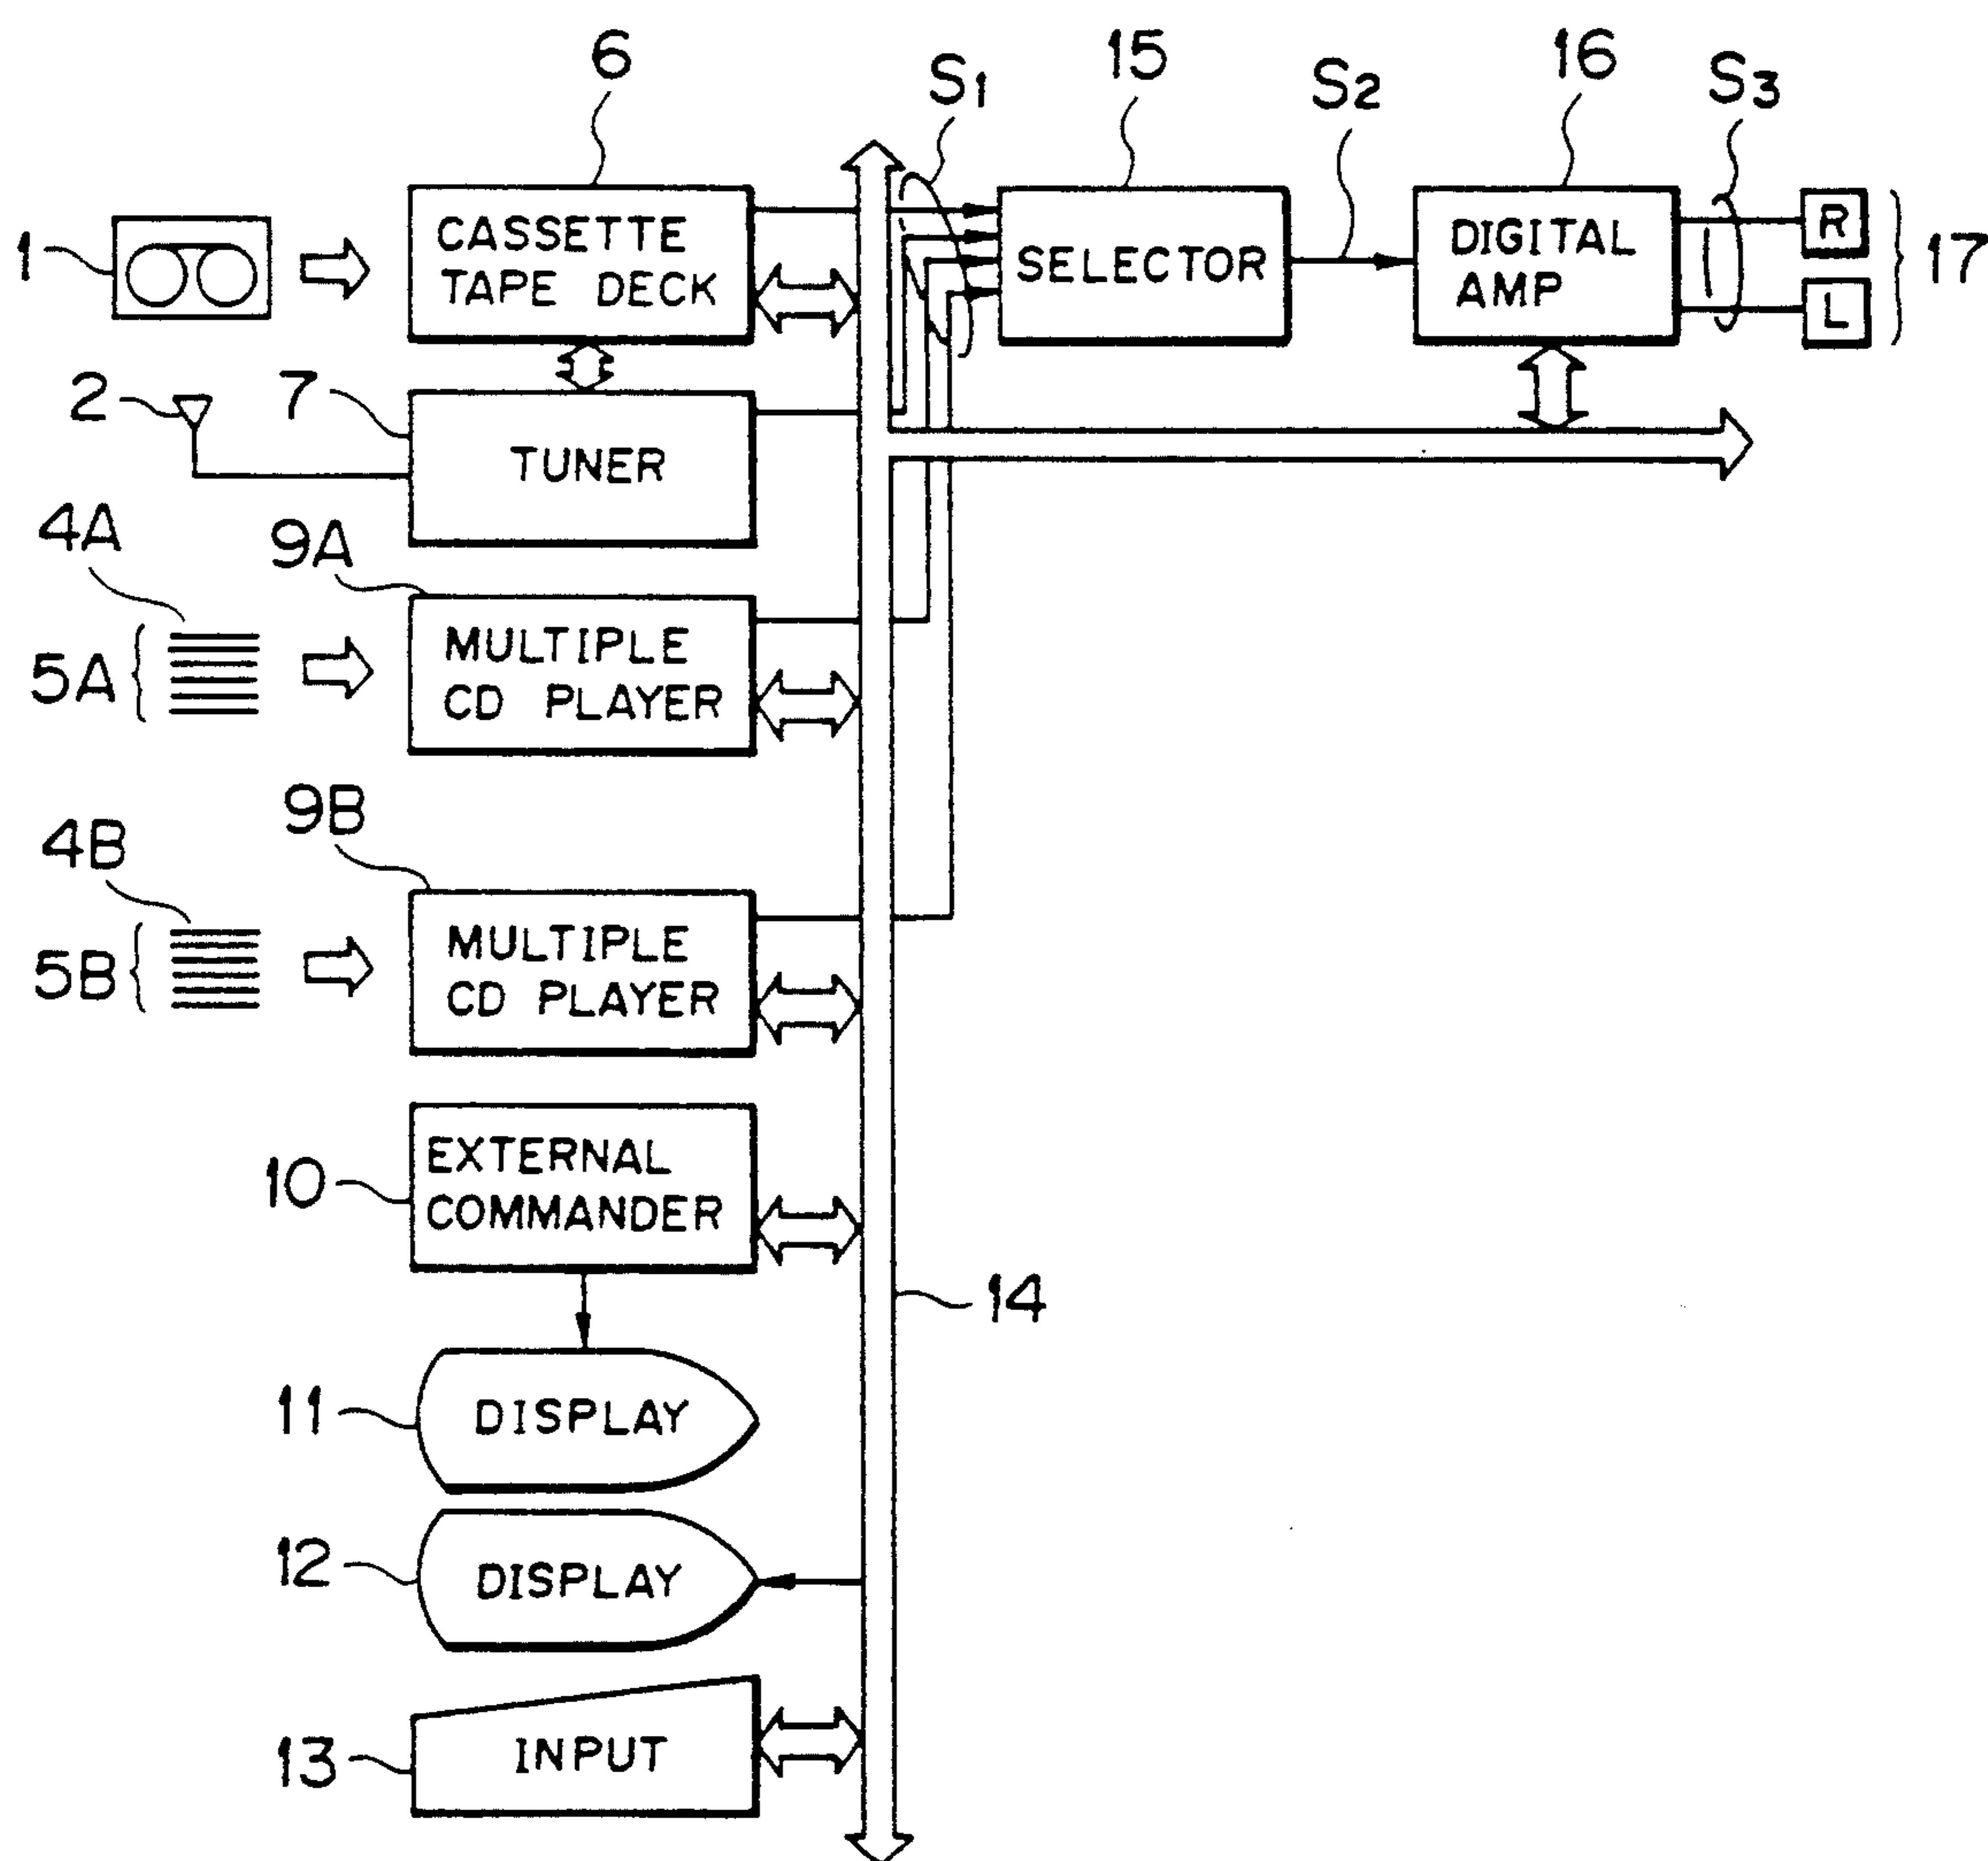 6
S1
15
S2
16
S3
1
CASSETTE
TAPE DECK
SELECTOR
DIGITAL
AMP
R
L
17
2
7
TUNER
4A
9A
5A
MULTIPLE
CD PLAYER
9B
4B
5B
MULTIPLE
CD PLAYER
10
EXTERNAL
COMMANDER
14
11
DISPLAY
12
DISPLAY
13
INPUT